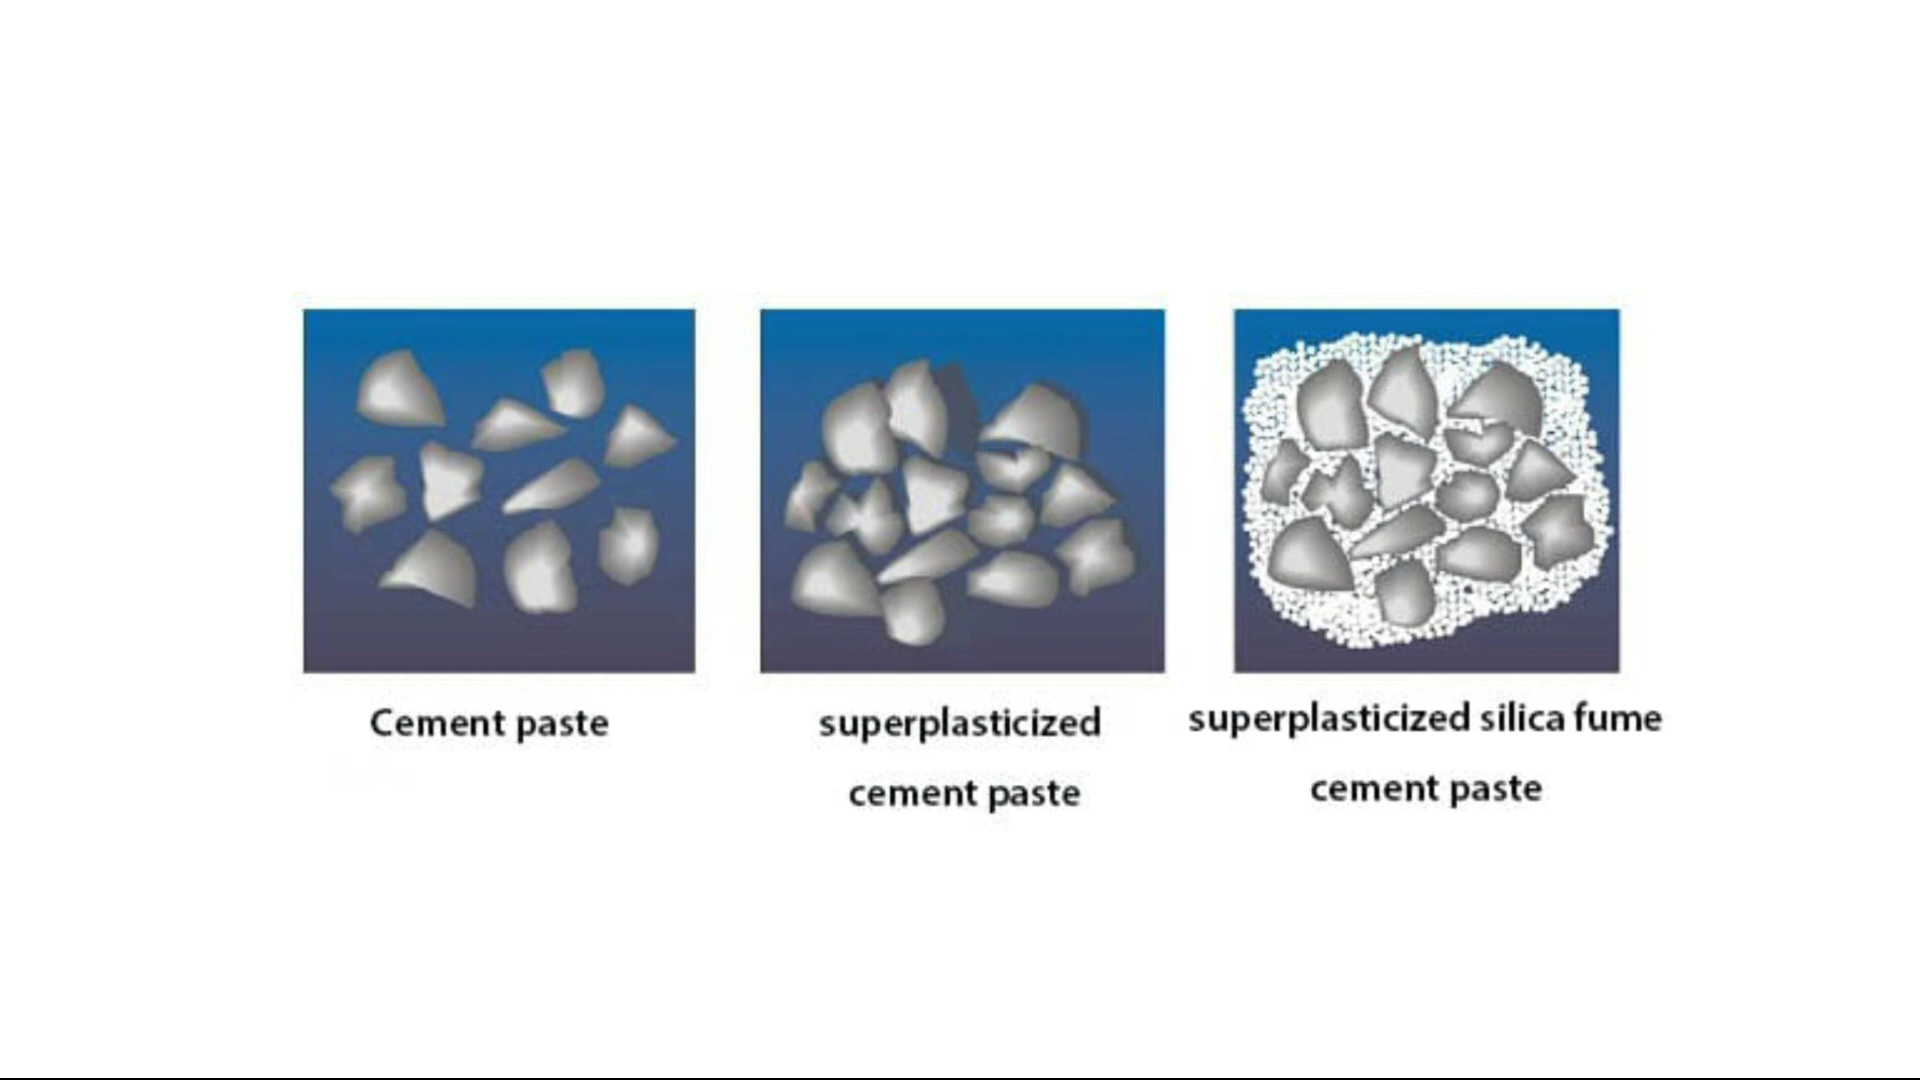 Cement paste
superplasticized
cement paste
superplasticized silica fume
cement paste